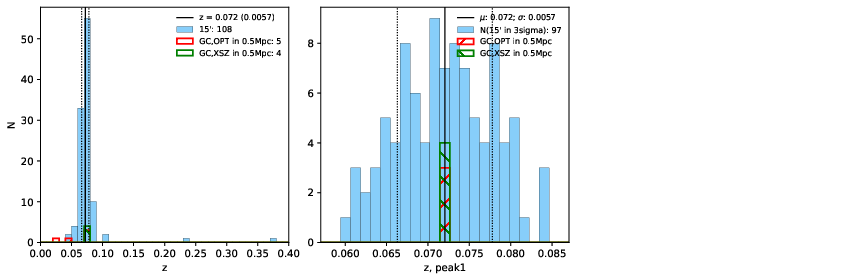 z = 0.072 (0.0057)
15': 108
GC,OPT in 0.5Mpc: 5
GC,XSZ in 0.5Mpc: 4
50
40
30
20
10
0
N
0.00 0.05 0.10 0.15 0.20 0.25 0.30 0.35 0.40
z
μ: 0.072; σ: 0.0057
N(15' in 3sigma): 97
GC,OPT in 0.5Mpc
GC,XSZ in 0.5Mpc
8
6
4
2
0
0.060 0.065 0.070 0.075 0.080 0.085
z, peak1